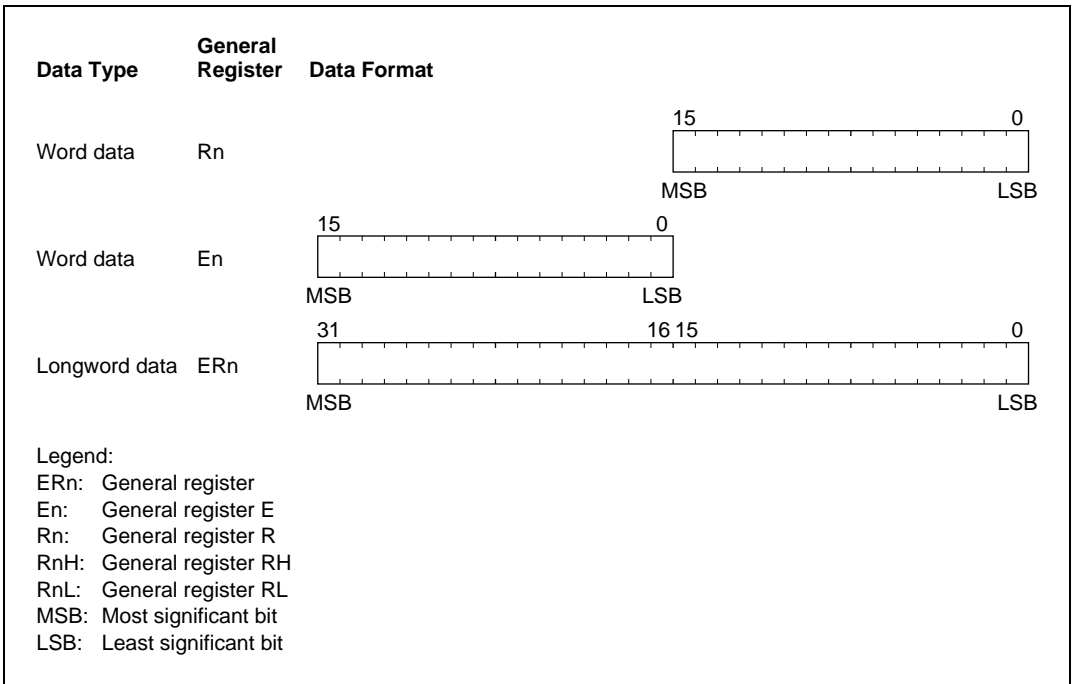 General
Data Type Register Data Format
15 0
Word data Rn
MSB LSB
15 0
Word data En
MSB LSB
31 16 15 0
Longword data ERn
MSB LSB
Legend:
ERn: General register
En: General register E
Rn: General register R
RnH: General register RH
RnL: General register RL
MSB: Most significant bit
LSB: Least significant bit